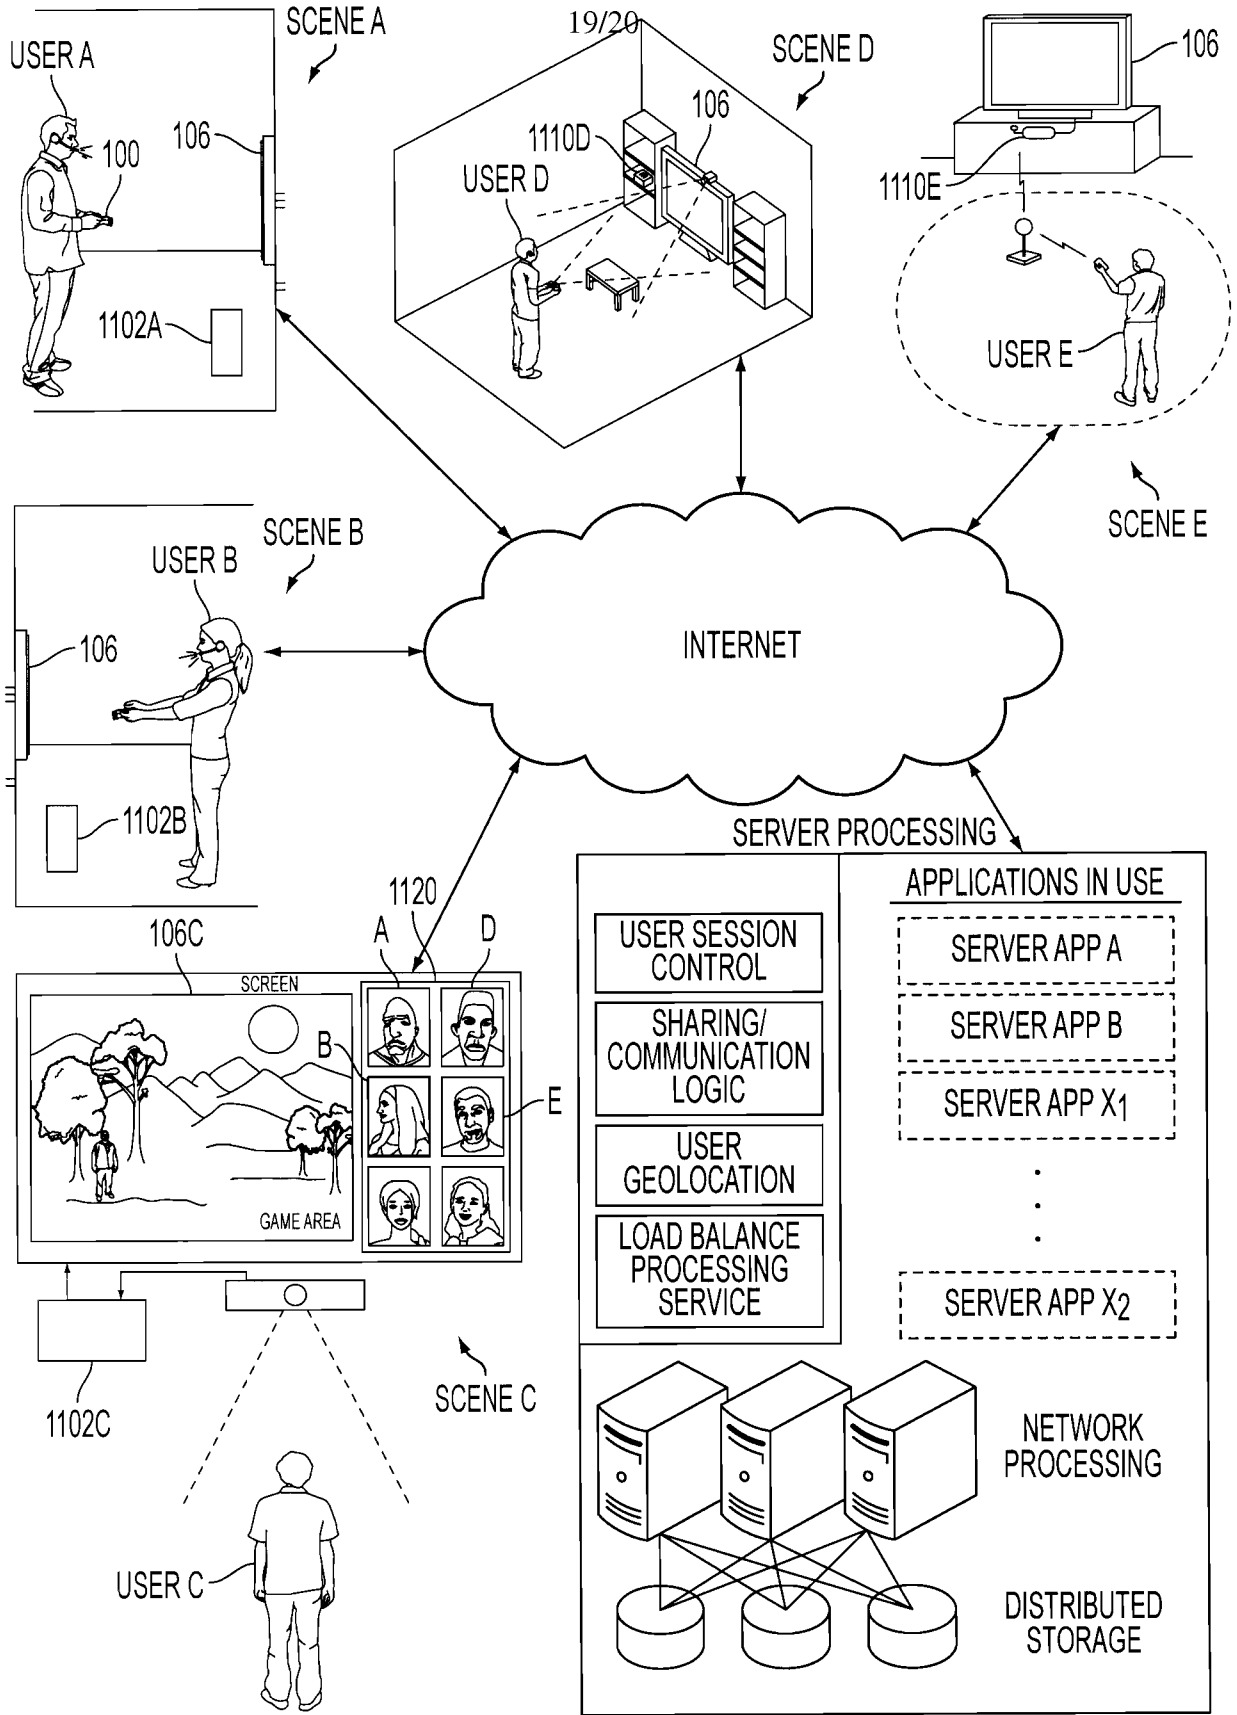 19/20
SCENE A
USER A
106
100
1102A
SCENE D
106
1110D
USER D
106
1110E
USER E
SCENE E
SCENE B
USER B
106
1102B
INTERNET
SERVER PROCESSING
106C
1120
A
D
SCREEN
B
E
GAME AREA
1102C
SCENE C
USER C
USER SESSION
CONTROL
SHARING/
COMMUNICATION
LOGIC
USER
GEOLOCATION
LOAD BALANCE
PROCESSING
SERVICE
APPLICATIONS IN USE
SERVER APP A
SERVER APP B
SERVER APP X1
SERVER APP X2
NETWORK
PROCESSING
DISTRIBUTED
STORAGE